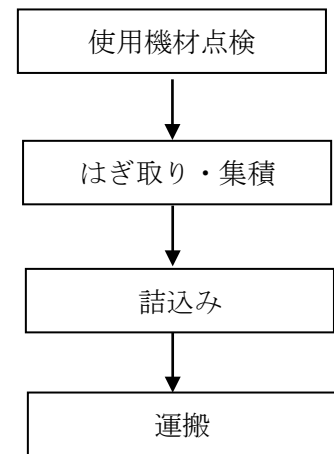 使用機材点検
はぎ取り・集積
詰込み
運搬